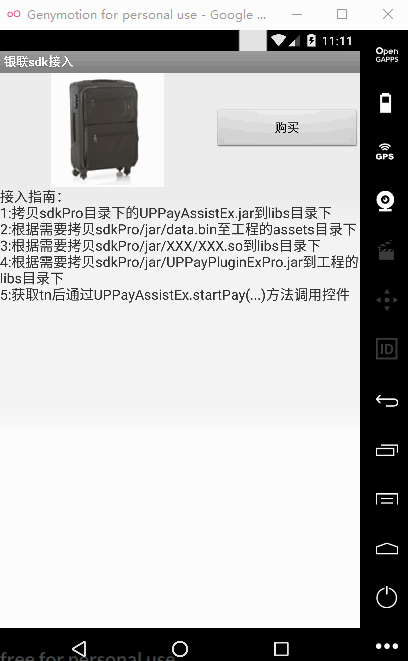 Genymotion for personal use - Google ...
11:11
Open
GAPPS
银联sdk接入
购买
GPS
接入指南：
1:拷贝sdkPro目录下的UPPayAssistEx.jar到libs目录下
2:根据需要拷贝sdkPro/jar/data.bin至工程的assets目录下
3:根据需要拷贝sdkPro/jar/XXX/XXX.so到libs目录下
4:根据需要拷贝sdkPro/jar/UPPayPluginExPro.jar到工程的
libs目录下
5:获取tn后通过UPPayAssistEx.startPay(...)方法调用控件
ID
free for personal use